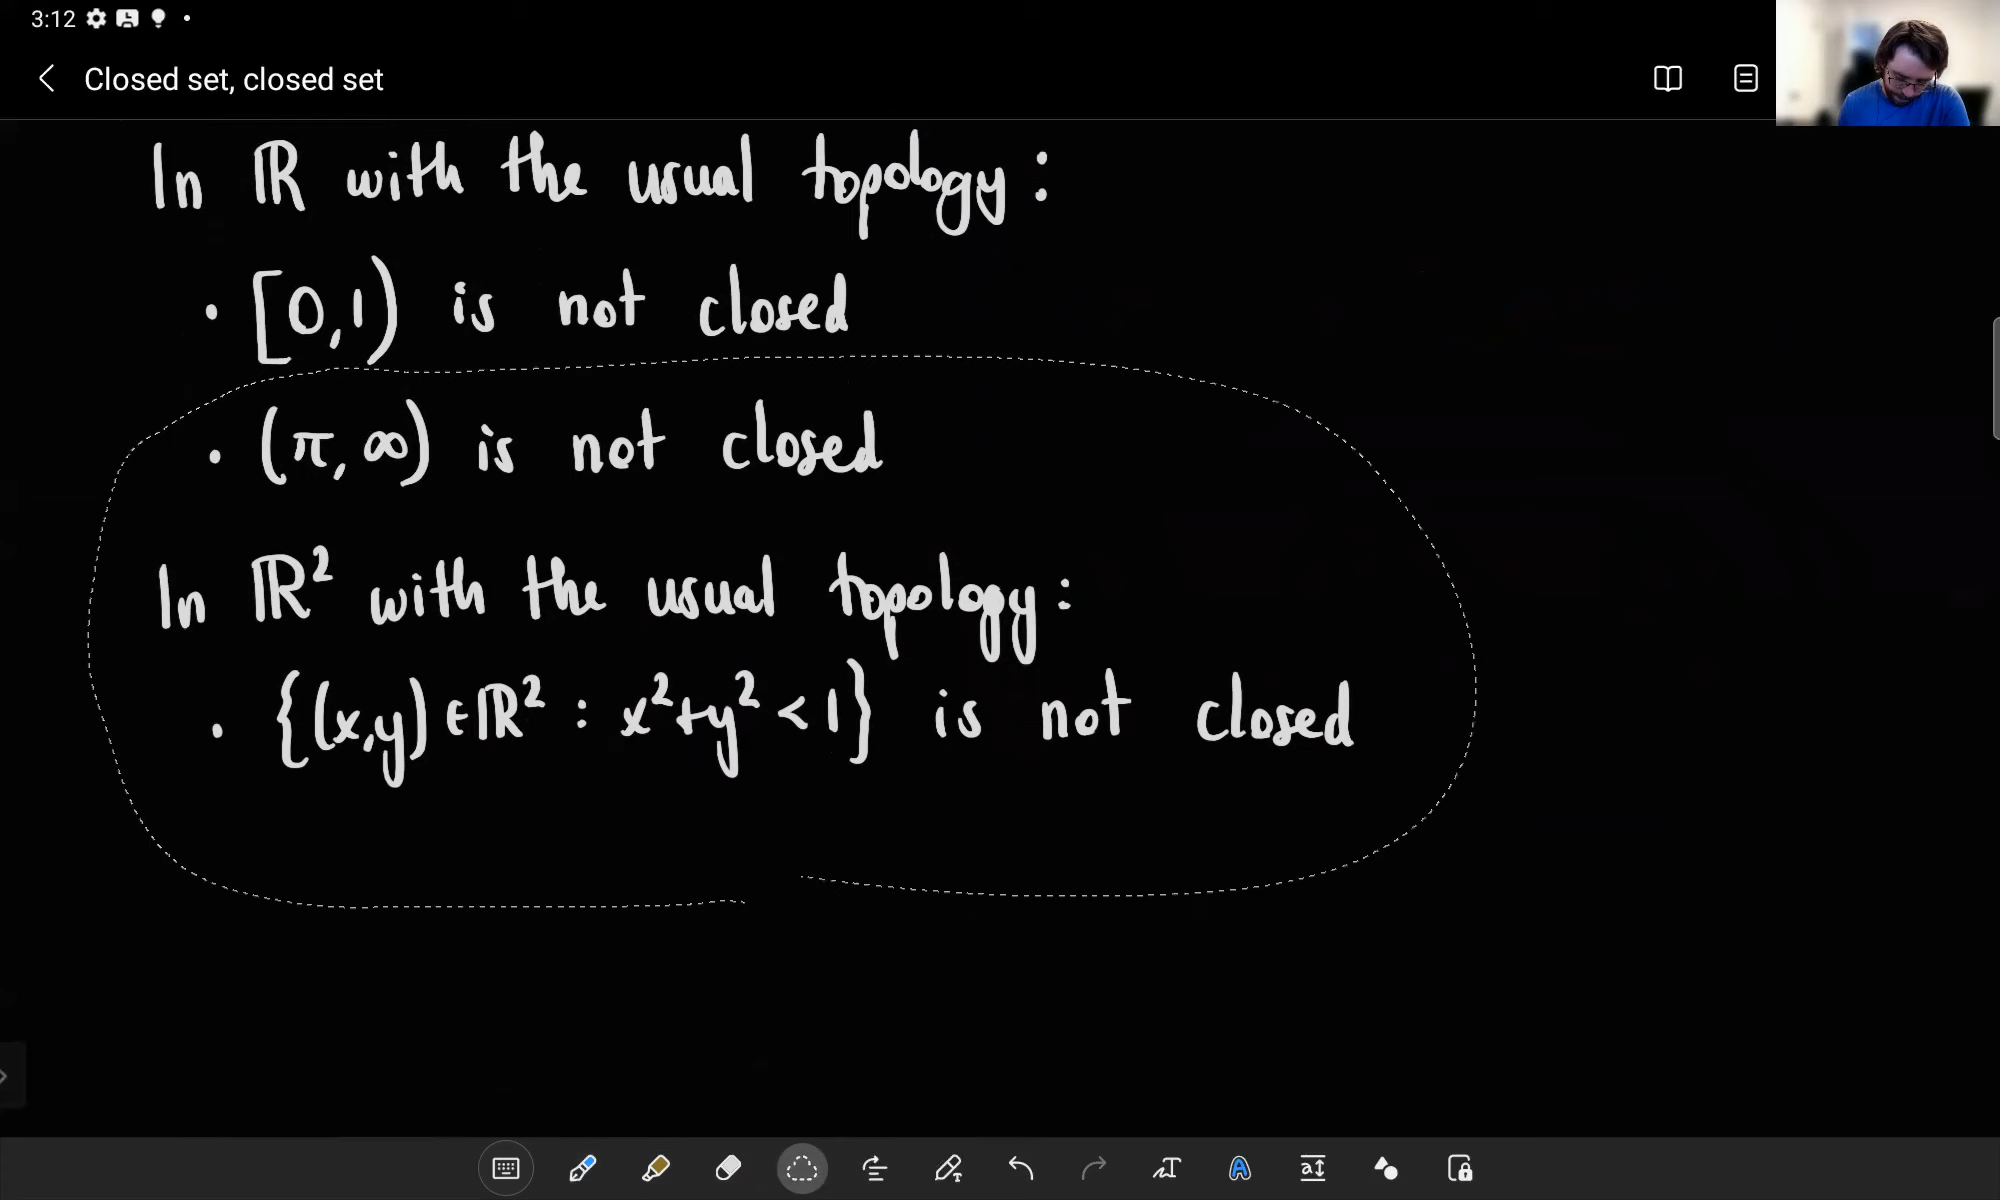 3:12
Closed set, closed set
In ℝ with the usual topology:
• [0,1) is not closed
• (π, ∞) is not closed
In ℝ² with the usual topology:
• {(x,y) ∈ ℝ² : x²+y² < 1} is not closed